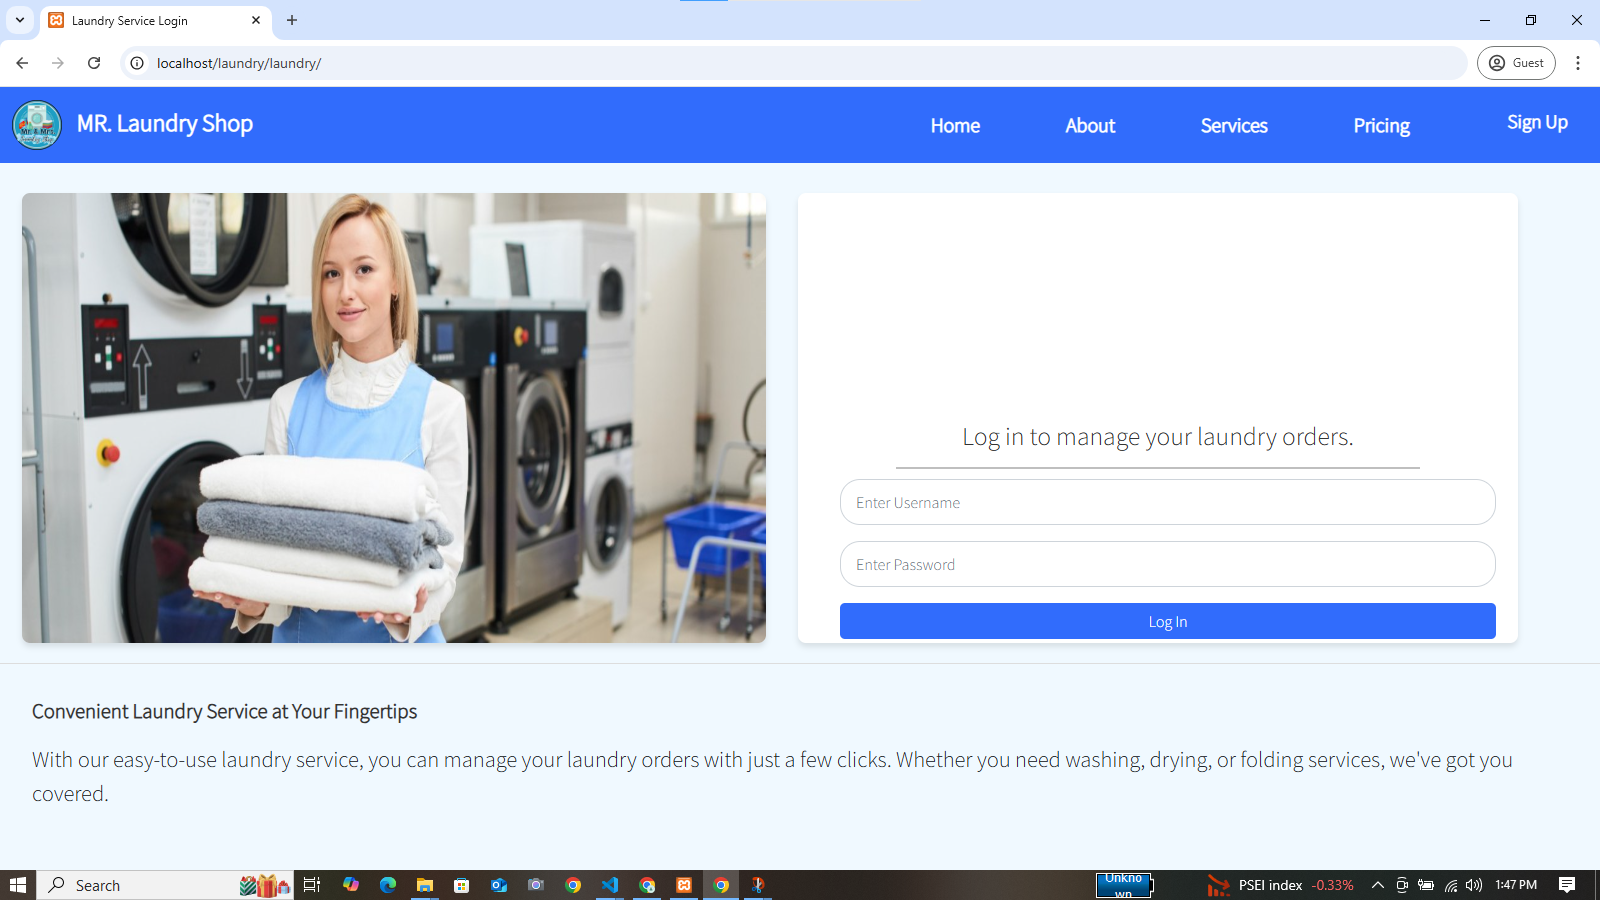 Laundry Service Login
localhost/laundry/laundry/
Guest
MR. Laundry Shop
Home
About
Services
Pricing
Sign Up
Log in to manage your laundry orders.
Enter Username
Enter Password
Log In
Convenient Laundry Service at Your Fingertips
With our easy-to-use laundry service, you can manage your laundry orders with just a few clicks. Whether you need washing, drying, or folding services, we've got you
covered.
Search
Unkno
wn
PSEI index -0.33%
1:47 PM